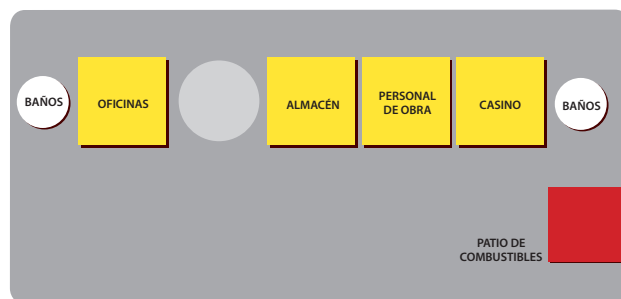 BAÑOS
OFICINAS
ALMACÉN
PERSONAL
DE OBRA
CASINO
BAÑOS
PATIO DE
COMBUSTIBLES